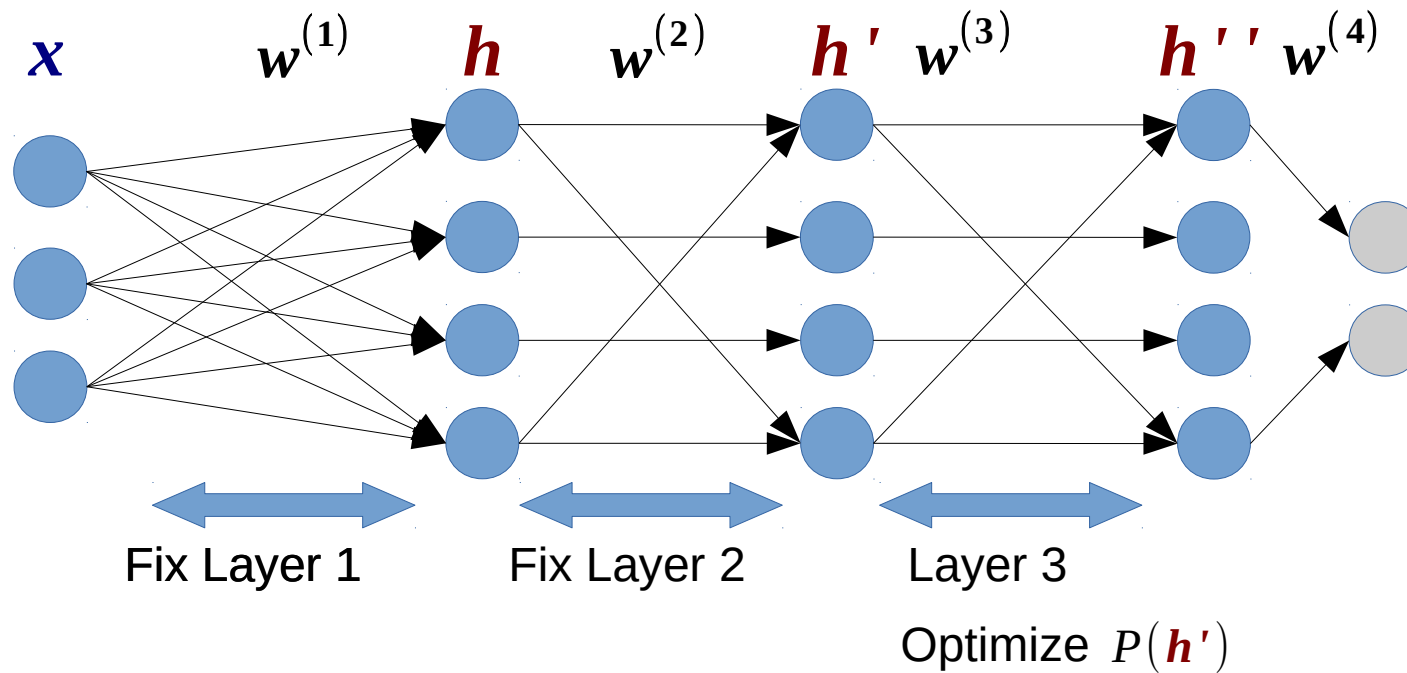 x w^(1) h w^(2) h' w^(3) h'' w^(4)
Fix Layer 1 Fix Layer 2 Layer 3
Optimize P(h')